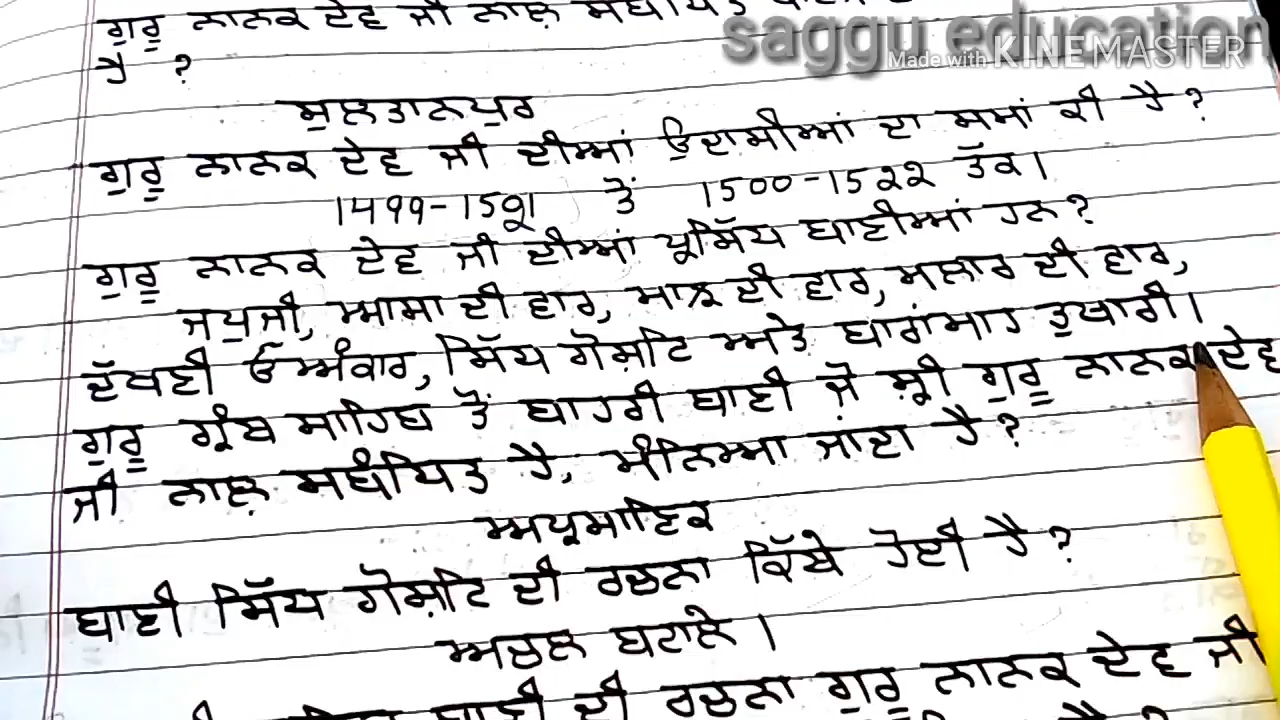 ਗੁਰੂ ਨਾਨਕ ਦੇਵ ਜੀ ਨਾਲ
saggu education
Made with KINEMASTER
ਹੈ ?
ਸੁਲਤਾਨਪੁਰ
ਗੁਰੂ ਨਾਨਕ ਦੇਵ ਜੀ ਦੀਆਂ ਉਦਾਸੀਆਂ ਦਾ ਸਮਾਂ ਕੀ ਹੈ ?
1499-1521 ਤੋਂ 1500-1522 ਤੱਕ।
ਗੁਰੂ ਨਾਨਕ ਦੇਵ ਜੀ ਦੀਆਂ ਪ੍ਰਸਿੱਧ ਬਾਣੀਆਂ ਹਨ ?
ਜਪੁਜੀ, ਆਸਾ ਦੀ ਵਾਰ, ਮਾਝ ਦੀ ਵਾਰ, ਮਲਾਰ ਦੀ ਵਾਰ,
ਦੱਖਣੀ ਓਅੰਕਾਰ, ਸਿੱਧ ਗੋਸ਼ਟਿ ਅਤੇ ਬਾਰਾਂਮਾਹ ਤੁਖਾਰੀ।
ਗੁਰੂ ਗ੍ਰੰਥ ਸਾਹਿਬ ਤੋਂ ਬਾਹਰੀ ਬਾਣੀ ਜੋ ਸ਼੍ਰੀ ਗੁਰੂ ਨਾਨਕ ਦੇਵ
ਜੀ ਨਾਲ ਸਬੰਧਿਤ ਹੈ, ਮੰਨਿਆ ਜਾਂਦਾ ਹੈ ?
ਅਪ੍ਰਮਾਣਿਕ
ਬਾਣੀ ਸਿੱਧ ਗੋਸ਼ਟਿ ਦੀ ਰਚਨਾ ਕਿੱਥੇ ਹੋਈ ਹੈ ?
ਅਚਲ ਬਟਾਲੇ।
ਬਾਣੀ ਦੀ ਰਚਨਾ ਗੁਰੂ ਨਾਨਕ ਦੇਵ ਜੀ